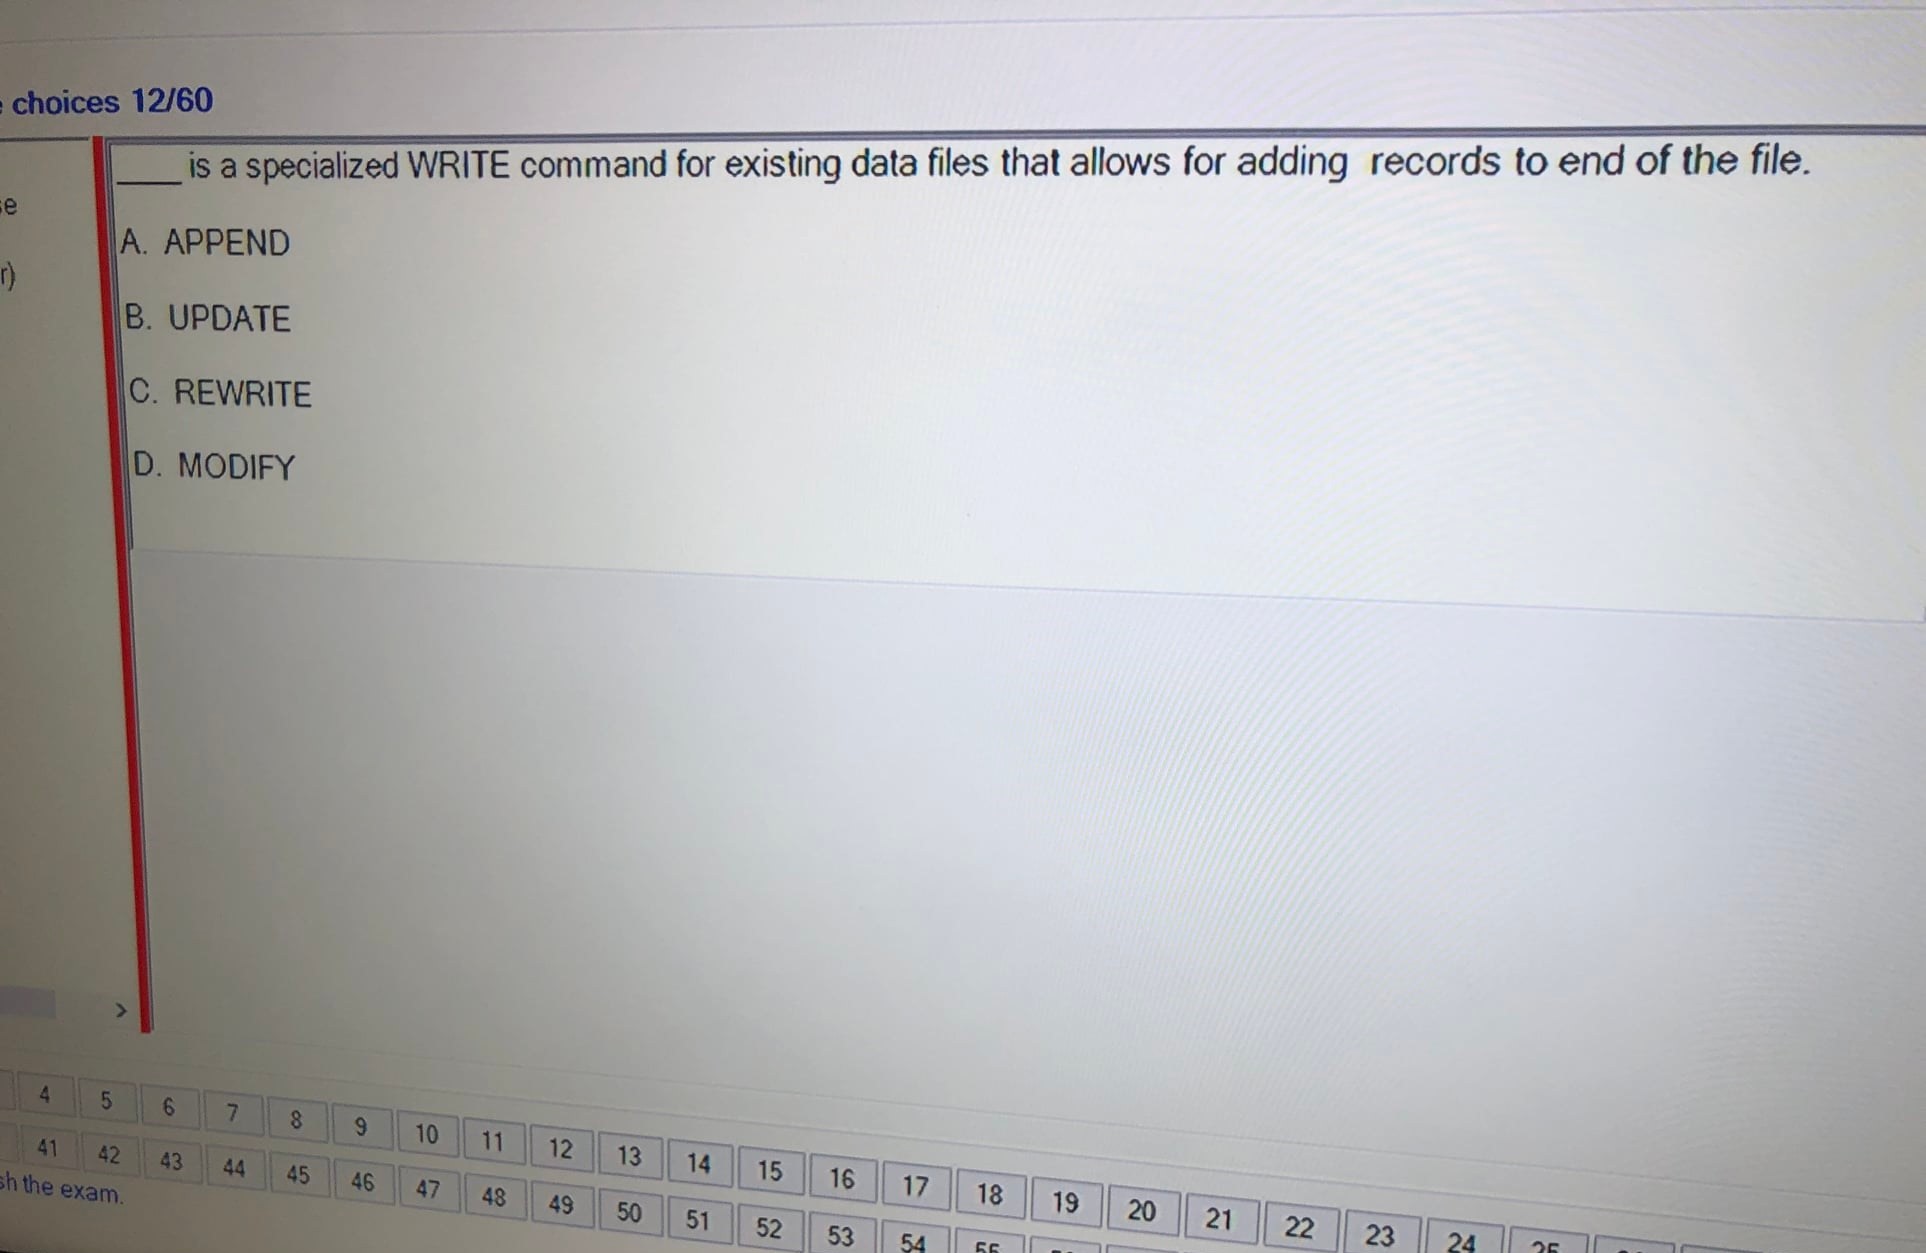 choices 12/60
____ is a specialized WRITE command for existing data files that allows for adding records to end of the file.
A. APPEND
B. UPDATE
C. REWRITE
D. MODIFY
>
4 5 6 7 8 9 10 11 12 13 14 15 16 17 18 19 20 21 22 23 24 25
41 42 43 44 45 46 47 48 49 50 51 52 53 54 55
the exam.